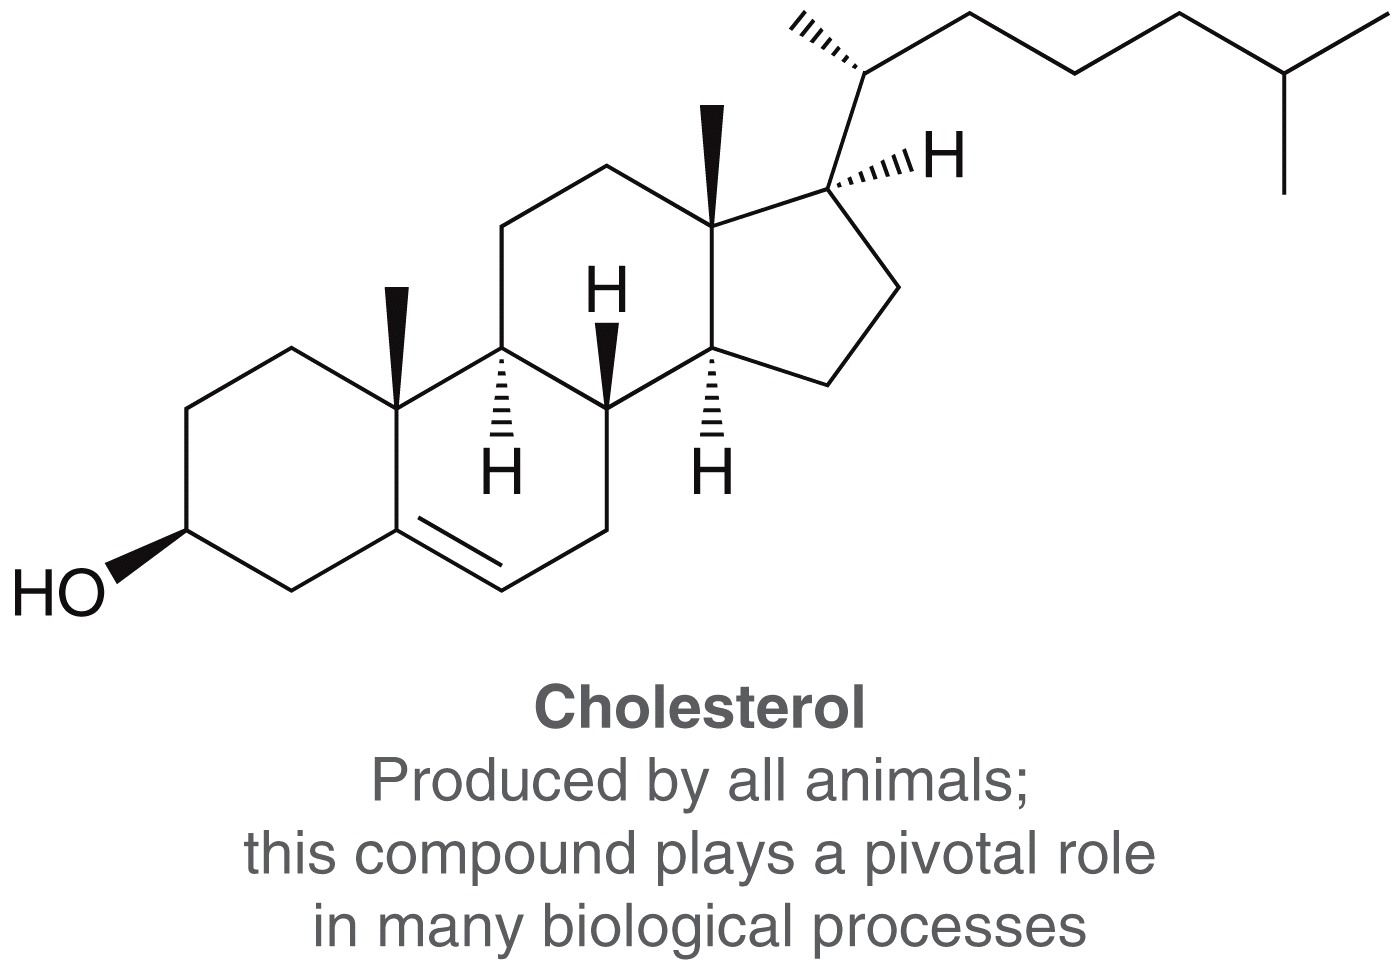 H
H
H
H
HO
Cholesterol
Produced by all animals;
this compound plays a pivotal role
in many biological processes